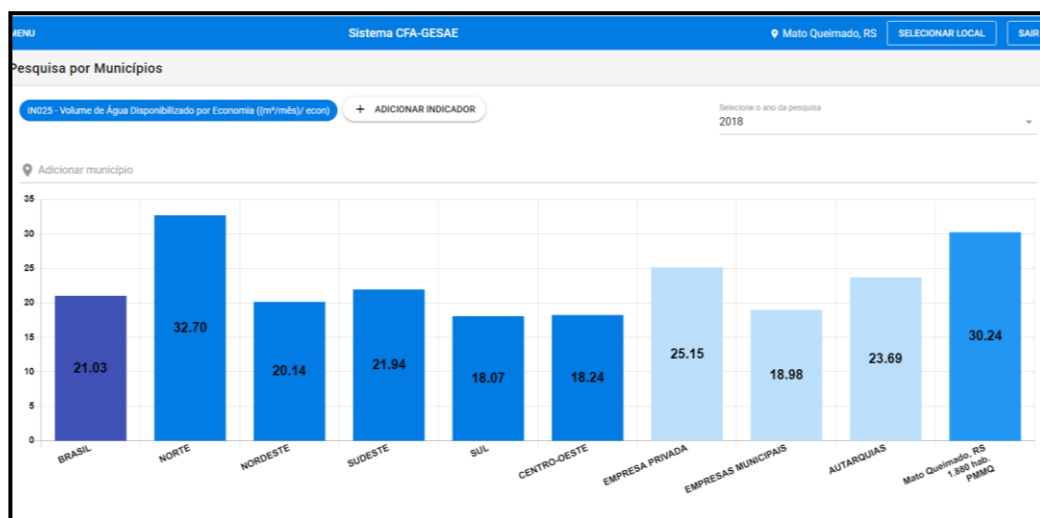 MENU Sistema CFA-GESAE Mato Queimado, RS SELECIONAR LOCAL SAIR
Pesquisa por Municípios
IN025 - Volume de Água Disponibilizado por Economia ((m³/mês)/ econ) + ADICIONAR INDICADOR
Selecione o ano da pesquisa
2018
Adicionar município
35
30
25
20
15
10
5
0
21.03
32.70
20.14
21.94
18.07
18.24
25.15
18.98
23.69
30.24
BRASIL
NORTE
NORDESTE
SUDESTE
SUL
CENTRO-OESTE
EMPRESA PRIVADA
EMPRESAS MUNICIPAIS
AUTARQUIAS
Mato Queimado, RS
1.880 hab.
PMMQ